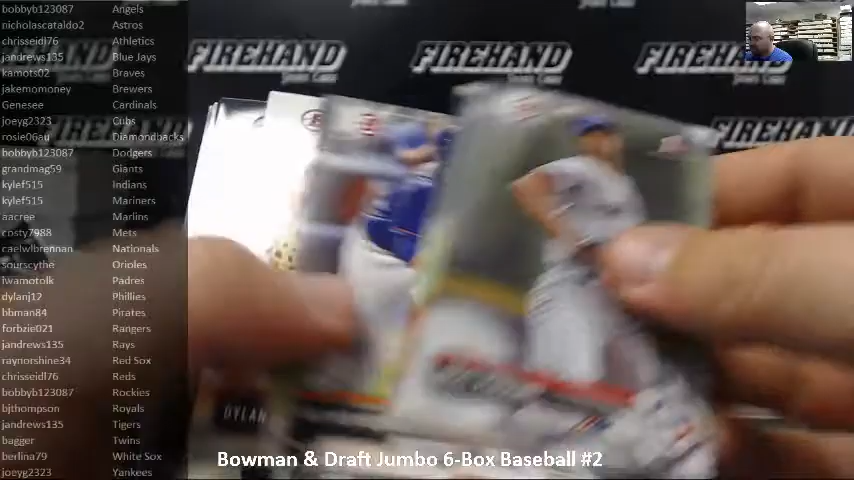 bobbyb123087 Angels
nicholascataldo2 Astros
chrisseidl76 Athletics
jandrews135 Blue Jays
kamots02 Braves
jakemomoney Brewers
Genesee Cardinals
joeyg2323 Cubs
rosie06au Diamondbacks
bobbyb123087 Dodgers
grandmag59 Giants
kylef515 Indians
kylef515 Mariners
aacree Marlins
costy7988 Mets
caelwlbrennan Nationals
sourscythe Orioles
iwamotolk Padres
dylanj12 Phillies
bbman84 Pirates
forbzie021 Rangers
jandrews135 Rays
raynorshine34 Red Sox
chrisseidl76 Reds
bobbyb123087 Rockies
bjthompson Royals
jandrews135 Tigers
bagger Twins
berlina79 White Sox
joeyg2323 Yankees
FIREHAND FIREHAND FIREHAND
FIREHAND FIREHAND
DYLAN
Bowman & Draft Jumbo 6-Box Baseball #2